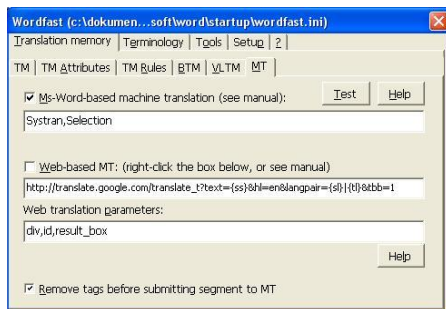 Wordfast (c:\dokumen...soft\word\startup\wordfast.ini)
Translation memory Terminology Tools Setup ?
TM TM Attributes TM Rules BTM VLTM MT
Ms-Word-based machine translation (see manual): Test Help
Systran,Selection
Web-based MT: (right-click the box below, or see manual)
http://translate.google.com/translate_t?text={ss}&hl=en&langpair={sl}|{tl}&tbb=1
Web translation parameters:
div,id,result_box
Help
Remove tags before submitting segment to MT